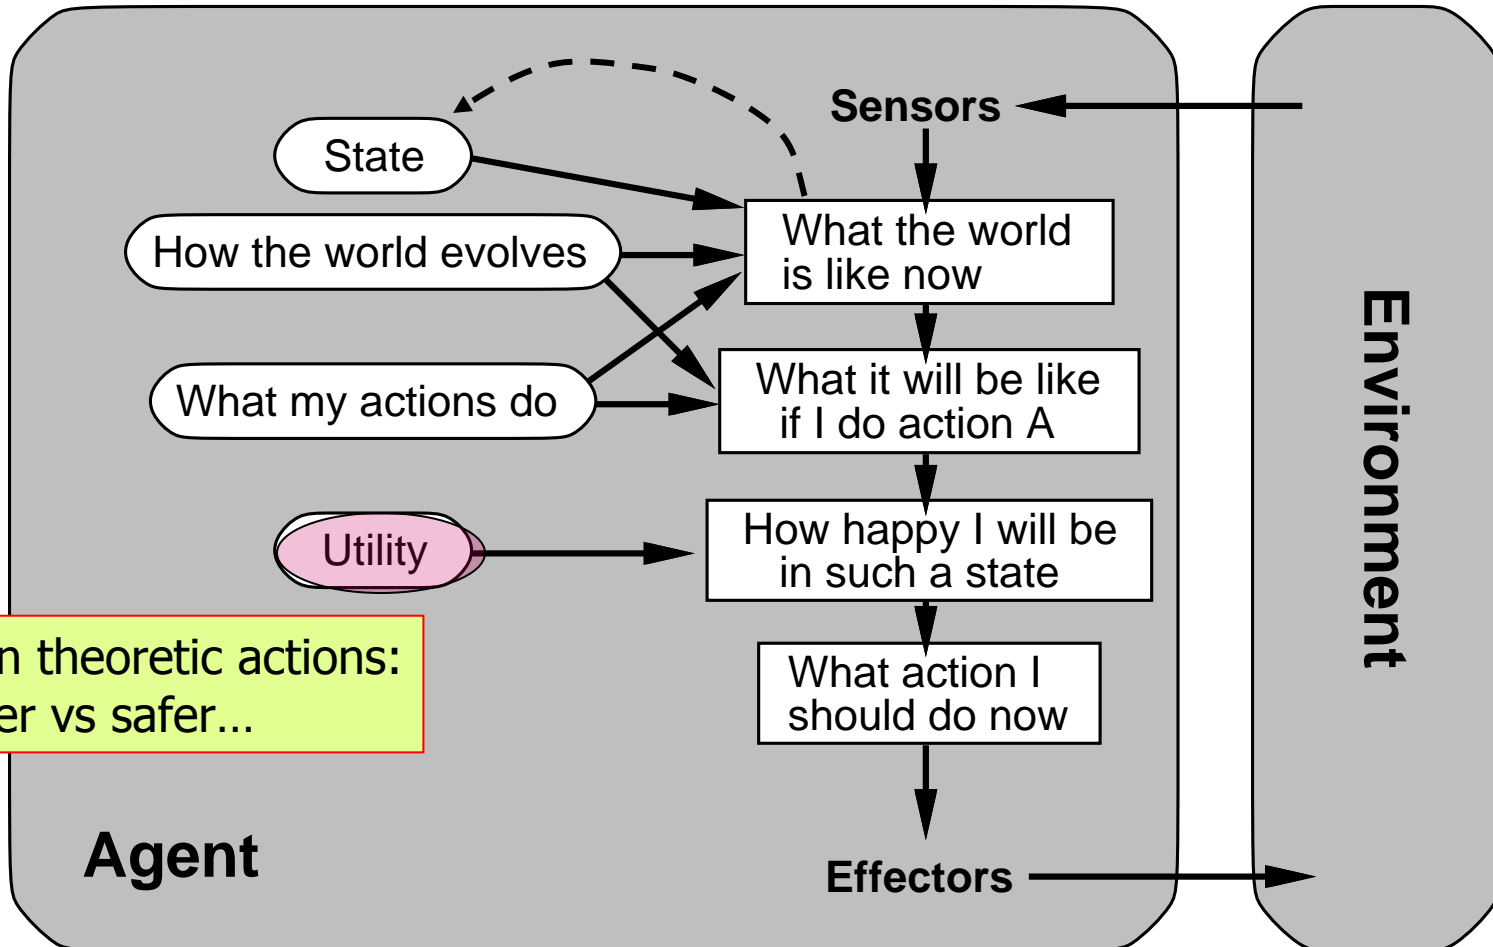 Sensors
State
What the world
is like now
How the world evolves
What it will be like
if I do action A
What my actions do
How happy I will be
in such a state
Utility
theoretic actions:
vs safer...
What action I
should do now
Agent
Effectors
Environment